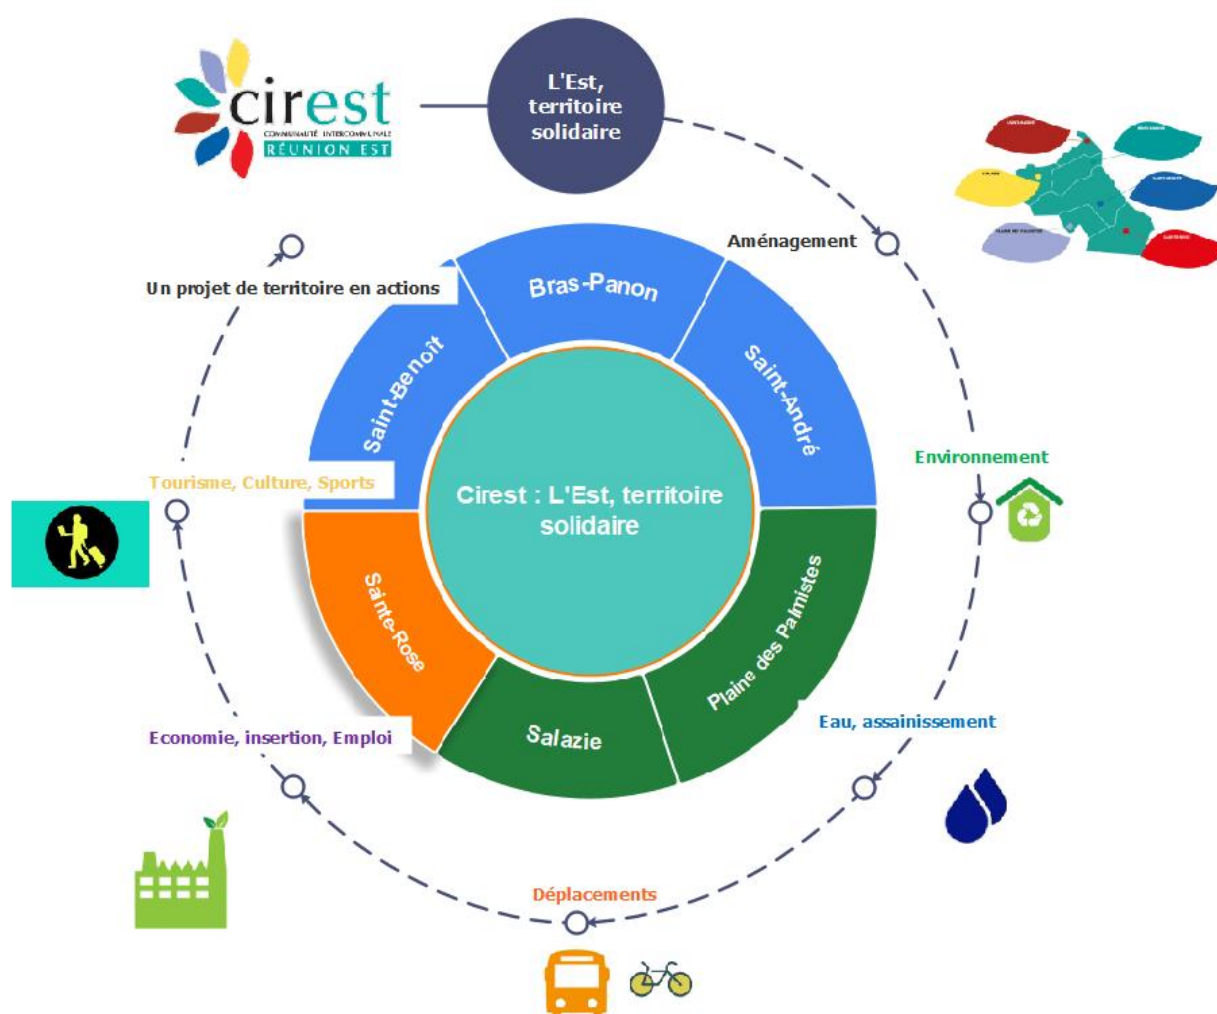 cirest
COMMUNAUTÉ INTERCOMMUNALE
RÉUNION EST
L'Est,
territoire
solidaire
Aménagement
Un projet de territoire en actions
Bras-Panon
Saint-Benoît
Saint-André
Environnement
Tourisme, Culture, Sports
Cirest : L'Est, territoire
solidaire
Sainte-Rose
Plaine des Palmistes
Eau, assainissement
Economie, insertion, Emploi
Salazie
Déplacements